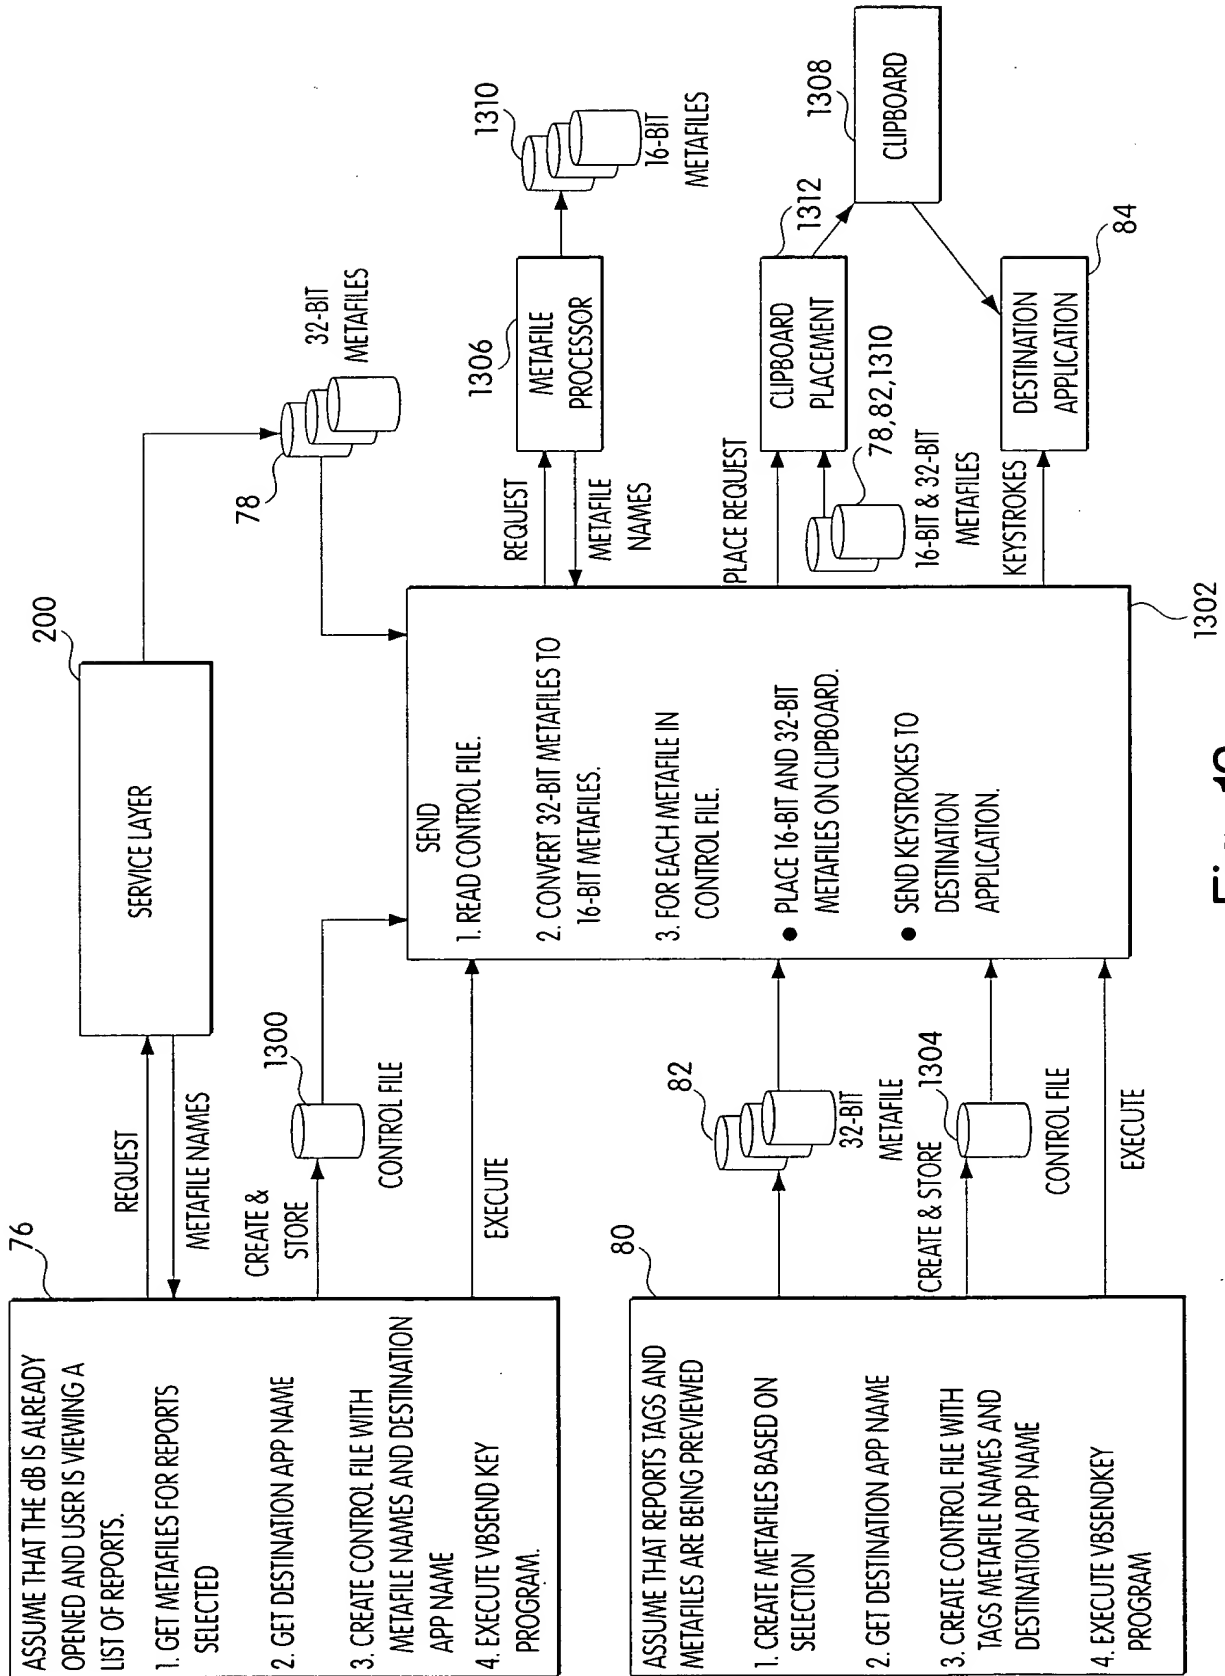 ASSUME THAT THE dB IS ALREADY
OPENED AND USER IS VIEWING A
LIST OF REPORTS.
1. GET METAFILES FOR REPORTS
SELECTED
2. GET DESTINATION APP NAME
3. CREATE CONTROL FILE WITH
METAFILE NAMES AND DESTINATION
APP NAME
4. EXECUTE VBSEND KEY
PROGRAM.
76
REQUEST
METAFILE NAMES
SERVICE LAYER
200
CREATE &
STORE
1300
CONTROL FILE
EXECUTE
78
32-BIT
METAFILES
ASSUME THAT REPORTS TAGS AND
METAFILES ARE BEING PREVIEWED
1. CREATE METAFILES BASED ON
SELECTION
2. GET DESTINATION APP NAME
3. CREATE CONTROL FILE WITH
TAGS METAFILE NAMES AND
DESTINATION APP NAME
4. EXECUTE VBSENDKEY
PROGRAM
80
82
32-BIT
METAFILE
CREATE & STORE
1304
CONTROL FILE
EXECUTE
SEND
1. READ CONTROL FILE.
2. CONVERT 32-BIT METAFILES TO
16-BIT METAFILES.
3. FOR EACH METAFILE IN
CONTROL FILE.
● PLACE 16-BIT AND 32-BIT
METAFILES ON CLIPBOARD.
● SEND KEYSTROKES TO
DESTINATION
APPLICATION.
1302
REQUEST
METAFILE
NAMES
1306
METAFILE
PROCESSOR
1310
16-BIT
METAFILES
PLACE REQUEST
78,82,1310
16-BIT & 32-BIT
METAFILES
CLIPBOARD
PLACEMENT
1312
1308
CLIPBOARD
KEYSTROKES
DESTINATION
APPLICATION
84